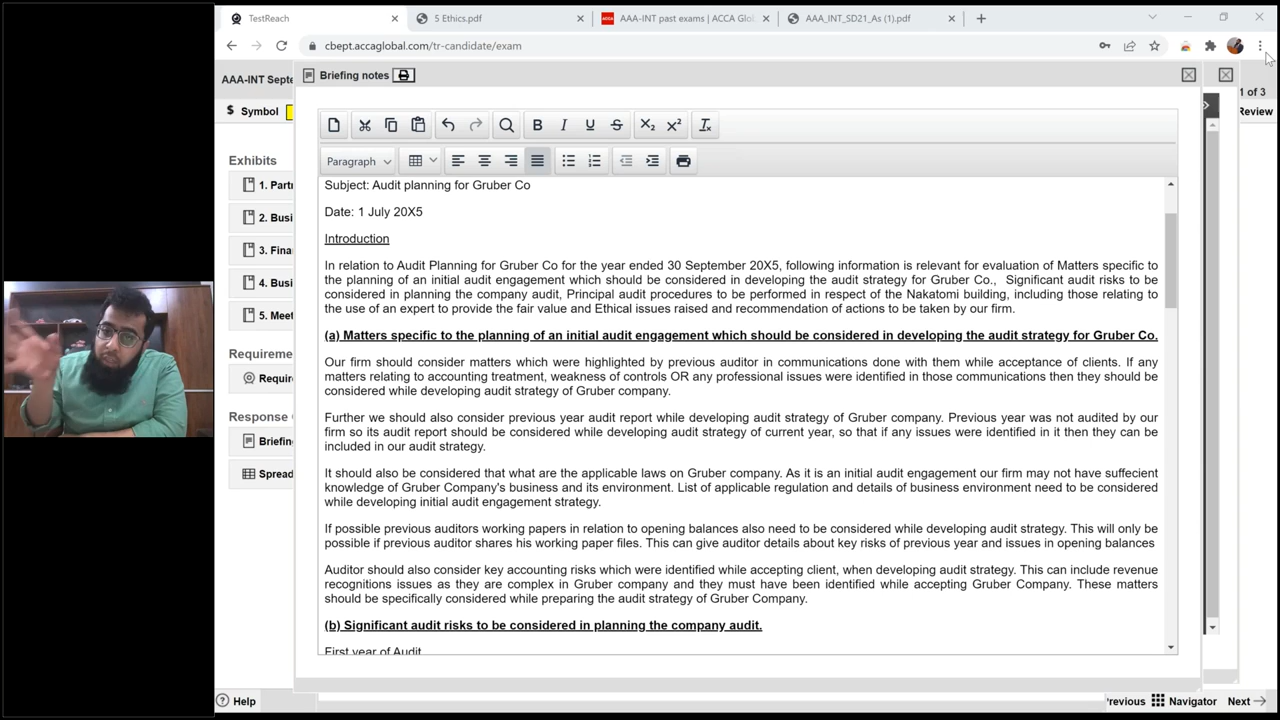 TestReach
5 Ethics.pdf
AAA-INT past exams | ACCA Glo
AAA_INT_SD21_As (1).pdf
cbept.accaglobal.com/tr-candidate/exam
AAA-INT Septe
Briefing notes
1 of 3
$ Symbol
Review
Exhibits
1. Partn
2. Busi
3. Fina
4. Busi
5. Meet
Requireme
Require
Response O
Briefin
Spread
Paragraph
Subject: Audit planning for Gruber Co
Date: 1 July 20X5
Introduction
In relation to Audit Planning for Gruber Co for the year ended 30 September 20X5, following information is relevant for evaluation of Matters specific to
the planning of an initial audit engagement which should be considered in developing the audit strategy for Gruber Co., Significant audit risks to be
considered in planning the company audit, Principal audit procedures to be performed in respect of the Nakatomi building, including those relating to
the use of an expert to provide the fair value and Ethical issues raised and recommendation of actions to be taken by our firm.
(a) Matters specific to the planning of an initial audit engagement which should be considered in developing the audit strategy for Gruber Co.
Our firm should consider matters which were highlighted by previous auditor in communications done with them while acceptance of clients. If any
matters relating to accounting treatment, weakness of controls OR any professional issues were identified in those communications then they should be
considered while developing audit strategy of Gruber company.
Further we should also consider previous year audit report while developing audit strategy of Gruber company. Previous year was not audited by our
firm so its audit report should be considered while developing audit strategy of current year, so that if any issues were identified in it then they can be
included in our audit strategy.
It should also be considered that what are the applicable laws on Gruber company. As it is an initial audit engagement our firm may not have suffecient
knowledge of Gruber Company's business and its environment. List of applicable regulation and details of business environment need to be considered
while developing initial audit engagement strategy.
If possible previous auditors working papers in relation to opening balances also need to be considered while developing audit strategy. This will only be
possible if previous auditor shares his working paper files. This can give auditor details about key risks of previous year and issues in opening balances
Auditor should also consider key accounting risks which were identified while accepting client, when developing audit strategy. This can include revenue
recognitions issues as they are complex in Gruber company and they must have been identified while accepting Gruber Company. These matters
should be specifically considered while preparing the audit strategy of Gruber Company.
(b) Significant audit risks to be considered in planning the company audit.
First year of Audit
Help
revious
Navigator
Next